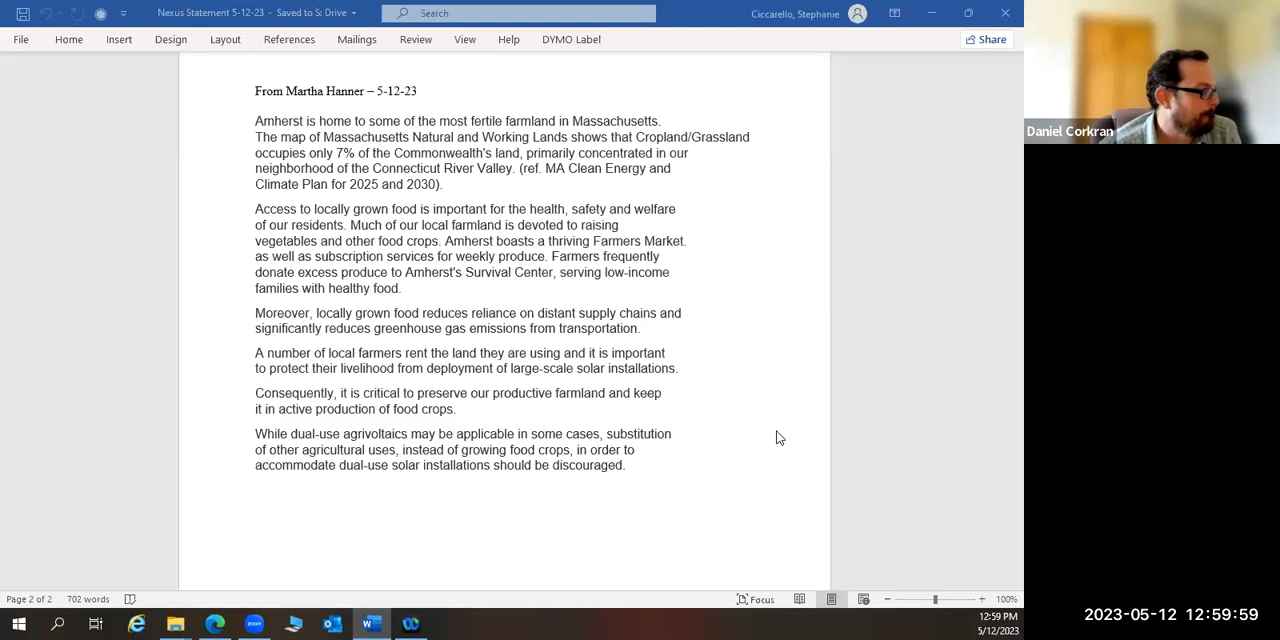 Nexus Statement 5-12-23 - Saved to S: Drive
Search
Ciccarello, Stephanie
File Home Insert Design Layout References Mailings Review View Help DYMO Label
Share
From Martha Hanner – 5-12-23
Amherst is home to some of the most fertile farmland in Massachusetts.
The map of Massachusetts Natural and Working Lands shows that Cropland/Grassland
occupies only 7% of the Commonwealth's land, primarily concentrated in our
neighborhood of the Connecticut River Valley. (ref. MA Clean Energy and
Climate Plan for 2025 and 2030).
Access to locally grown food is important for the health, safety and welfare
of our residents. Much of our local farmland is devoted to raising
vegetables and other food crops. Amherst boasts a thriving Farmers Market.
as well as subscription services for weekly produce. Farmers frequently
donate excess produce to Amherst's Survival Center, serving low-income
families with healthy food.
Moreover, locally grown food reduces reliance on distant supply chains and
significantly reduces greenhouse gas emissions from transportation.
A number of local farmers rent the land they are using and it is important
to protect their livelihood from deployment of large-scale solar installations.
Consequently, it is critical to preserve our productive farmland and keep
it in active production of food crops.
While dual-use agrivoltaics may be applicable in some cases, substitution
of other agricultural uses, instead of growing food crops, in order to
accommodate dual-use solar installations should be discouraged.
Page 2 of 2 702 words
Focus
100%
zoom
12:59 PM
5/12/2023
Daniel Corkran
2023-05-12 12:59:59